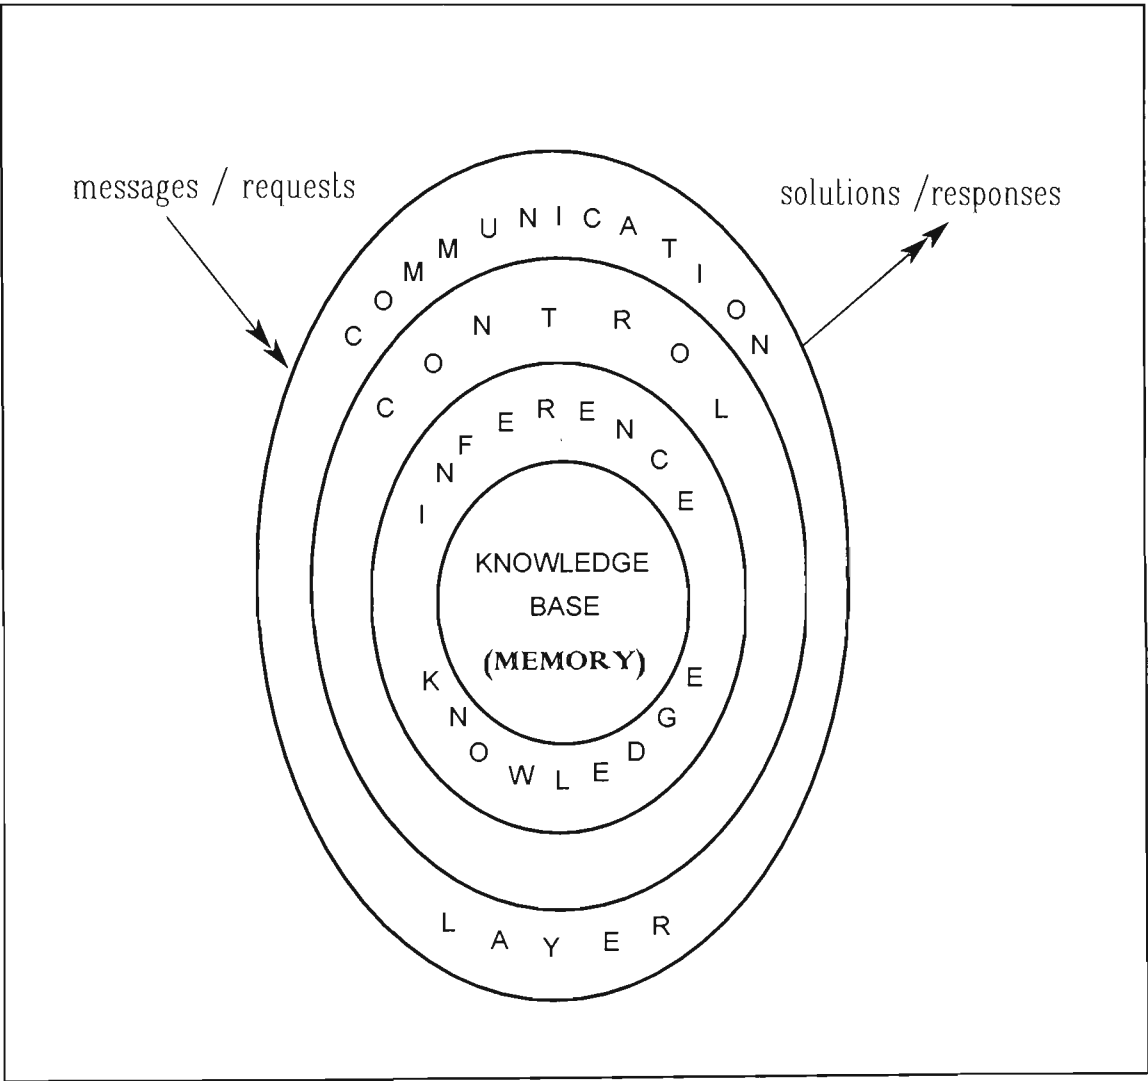 messages / requests
solutions /responses
COMMUNICATION
CONTROL
INFERENCE
KNOWLEDGE
BASE
(MEMORY)
KNOWLEDGE
LAYER